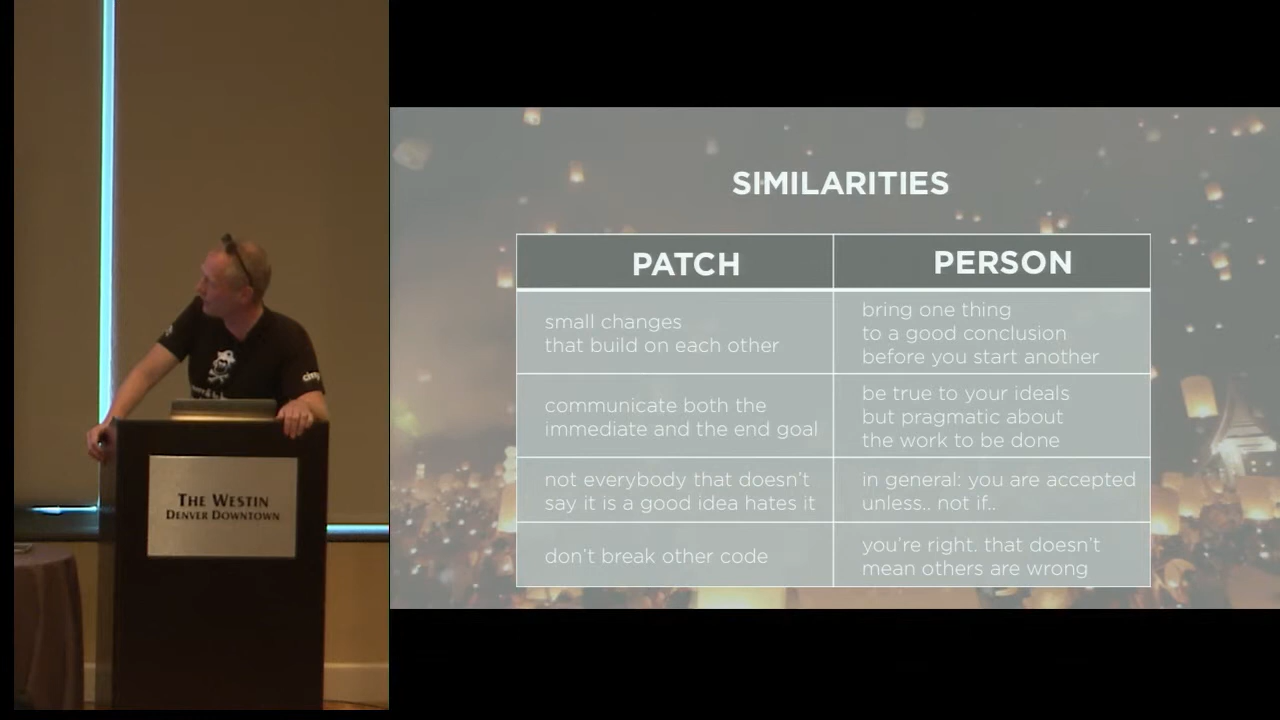 SIMILARITIES
PATCH
PERSON
small changes
that build on each other
bring one thing
to a good conclusion
before you start another
communicate both the
immediate and the end goal
be true to your ideals
but pragmatic about
the work to be done
not everybody that doesn't
say it is a good idea hates it
in general: you are accepted
unless.. not if..
don't break other code
you're right. that doesn't
mean others are wrong
THE WESTIN
DENVER DOWNTOWN